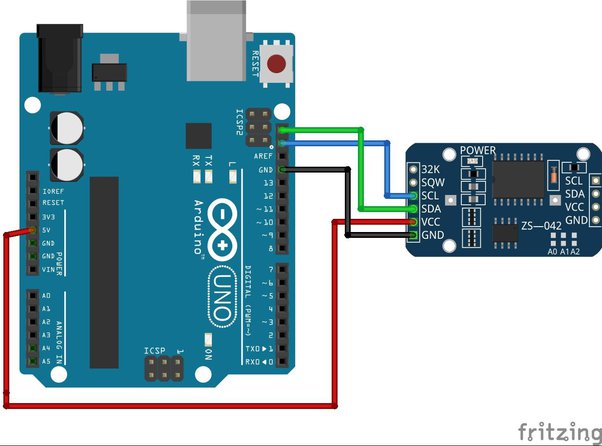 RESET
ICSP2
AREF
GND
13
12
~11
~10
~9
8
7
~6
~5
4
~3
2
TX0▶1
RX0◀0
DIGITAL (PWM=~)
RX
TX
L
Arduino™
UNO
ON
ICSP
1
IOREF
RESET
3V3
5V
GND
GND
VIN
POWER
A0
A1
A2
A3
A4
A5
ANALOG IN
POWER
32K
SQW
SCL
SDA
VCC
GND
SCL
SDA
VCC
GND
ZS—042
A0 A1 A2
fritzing